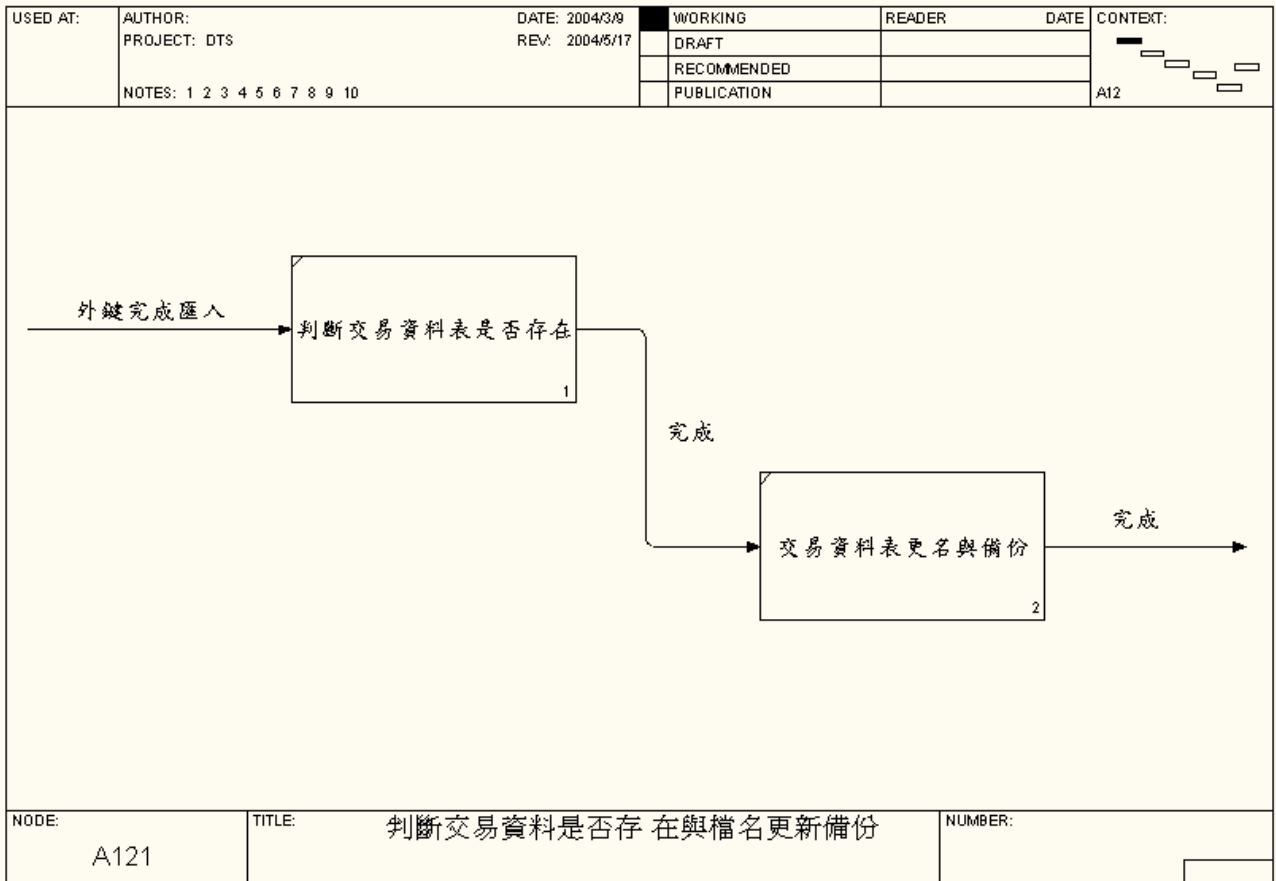 USED AT:
AUTHOR:
DATE: 2004/3/9
WORKING
READER
DATE
CONTEXT:
PROJECT: DTS
REV: 2004/5/17
DRAFT
RECOMMENDED
NOTES: 1 2 3 4 5 6 7 8 9 10
PUBLICATION
A12
外鍵完成匯入
判斷交易資料表是否存在
1
完成
交易資料表更名與備份
2
完成
NODE:
A121
TITLE:
判斷交易資料是否存 在與檔名更新備份
NUMBER: